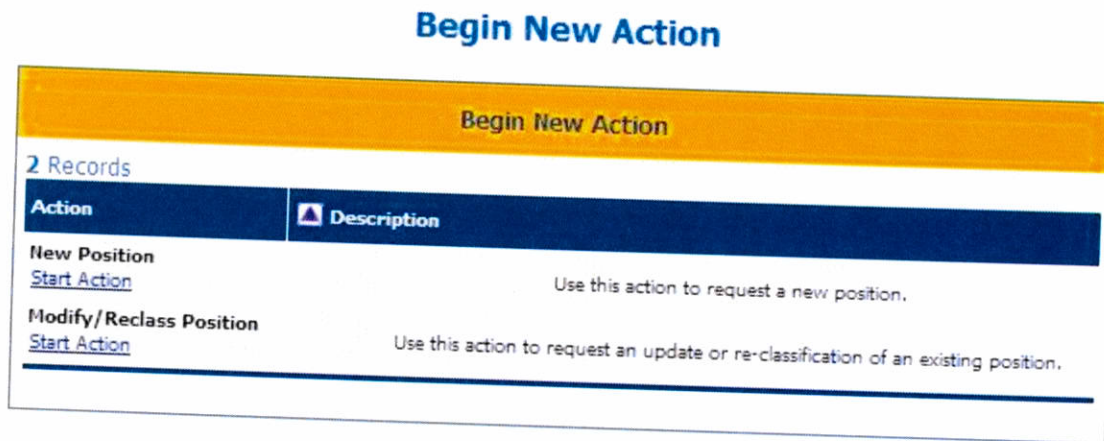 Begin New Action
Begin New Action
2 Records
Action Description
New Position
Start Action Use this action to request a new position.
Modify/Reclass Position
Start Action Use this action to request an update or re-classification of an existing position.